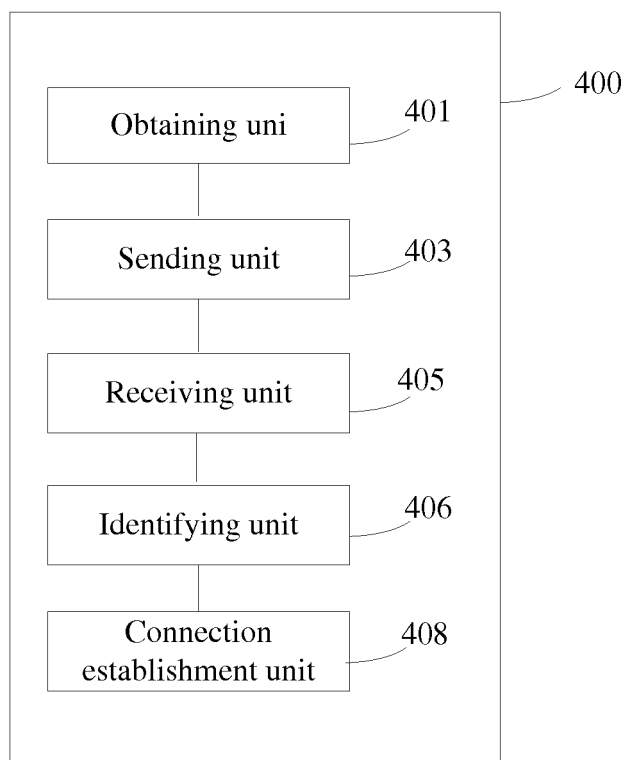 400
Obtaining uni
401
Sending unit
403
Receiving unit
405
Identifying unit
406
Connection
establishment unit
408